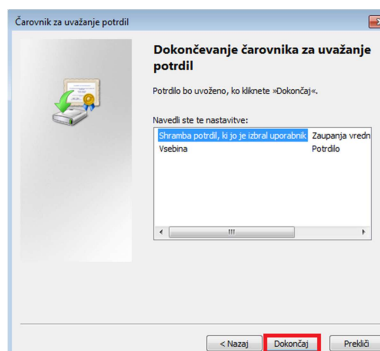 Čarovnik za uvažanje potrdil
Dokončevanje čarovnika za uvažanje
potrdil
Potrdilo bo uvoženo, ko kliknete »Dokončaj«.
Navedli ste te nastavitve:
Shramba potrdil, ki jo je izbral uporabnik Zaupanja vredn
Vsebina Potrdilo
< Nazaj Dokončaj Prekliči